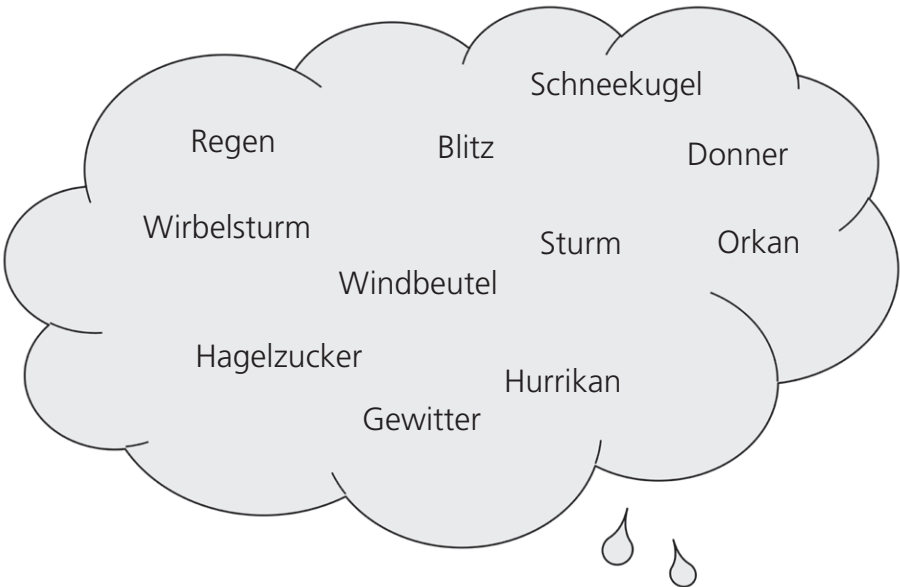 Schneekugel
Regen
Blitz
Donner
Wirbelsturm
Sturm
Orkan
Windbeutel
Hagelzucker
Hurrikan
Gewitter